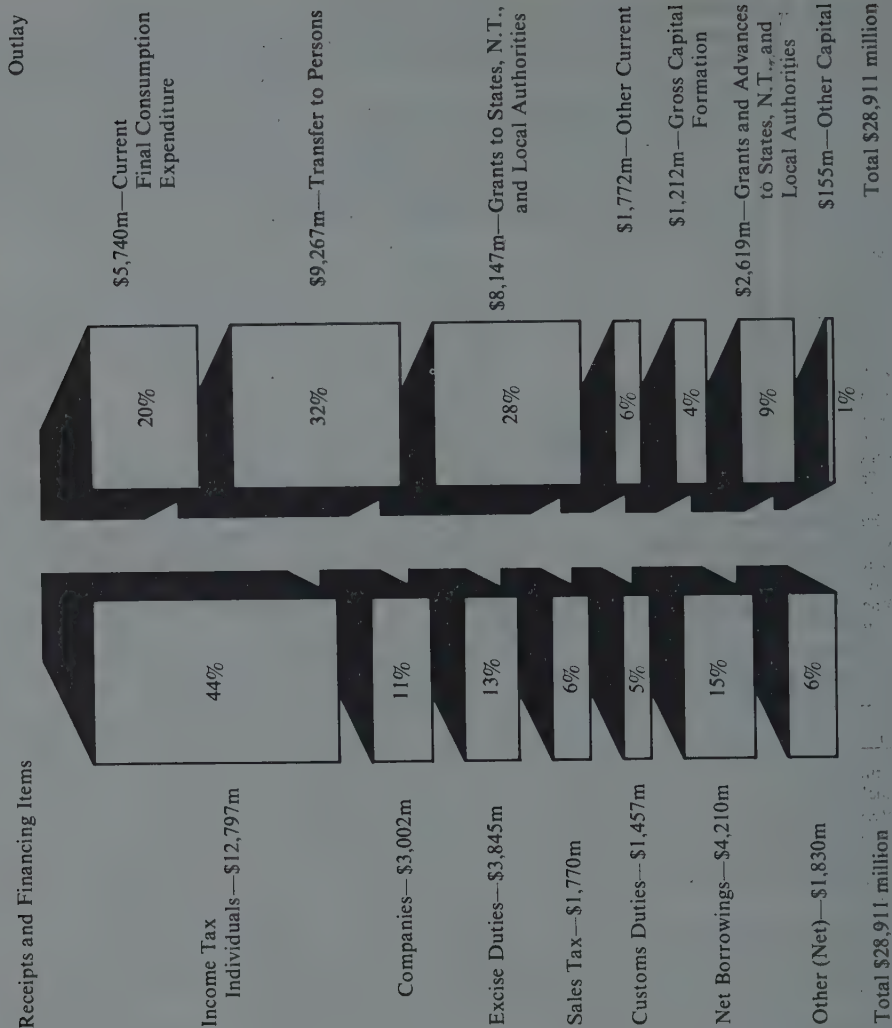 Receipts and Financing Items
Income Tax
Individuals—$12,797m
Companies—$3,002m
Excise Duties—$3,845m
Sales Tax—$1,770m
Customs Duties—$1,457m
Net Borrowings—$4,210m
Other (Net)—$1,830m
Total $28,911 million
44%
11%
13%
6%
5%
15%
6%
20%
32%
28%
6%
4%
9%
1%
Outlay
$5,740m—Current
Final Consumption
Expenditure
$9,267m—Transfer to Persons
$8,147m—Grants to States, N.T.,
and Local Authorities
$1,772m—Other Current
$1,212m—Gross Capital
Formation
$2,619m—Grants and Advances
to States, N.T., and
Local Authorities
$155m—Other Capital
Total $28,911 million